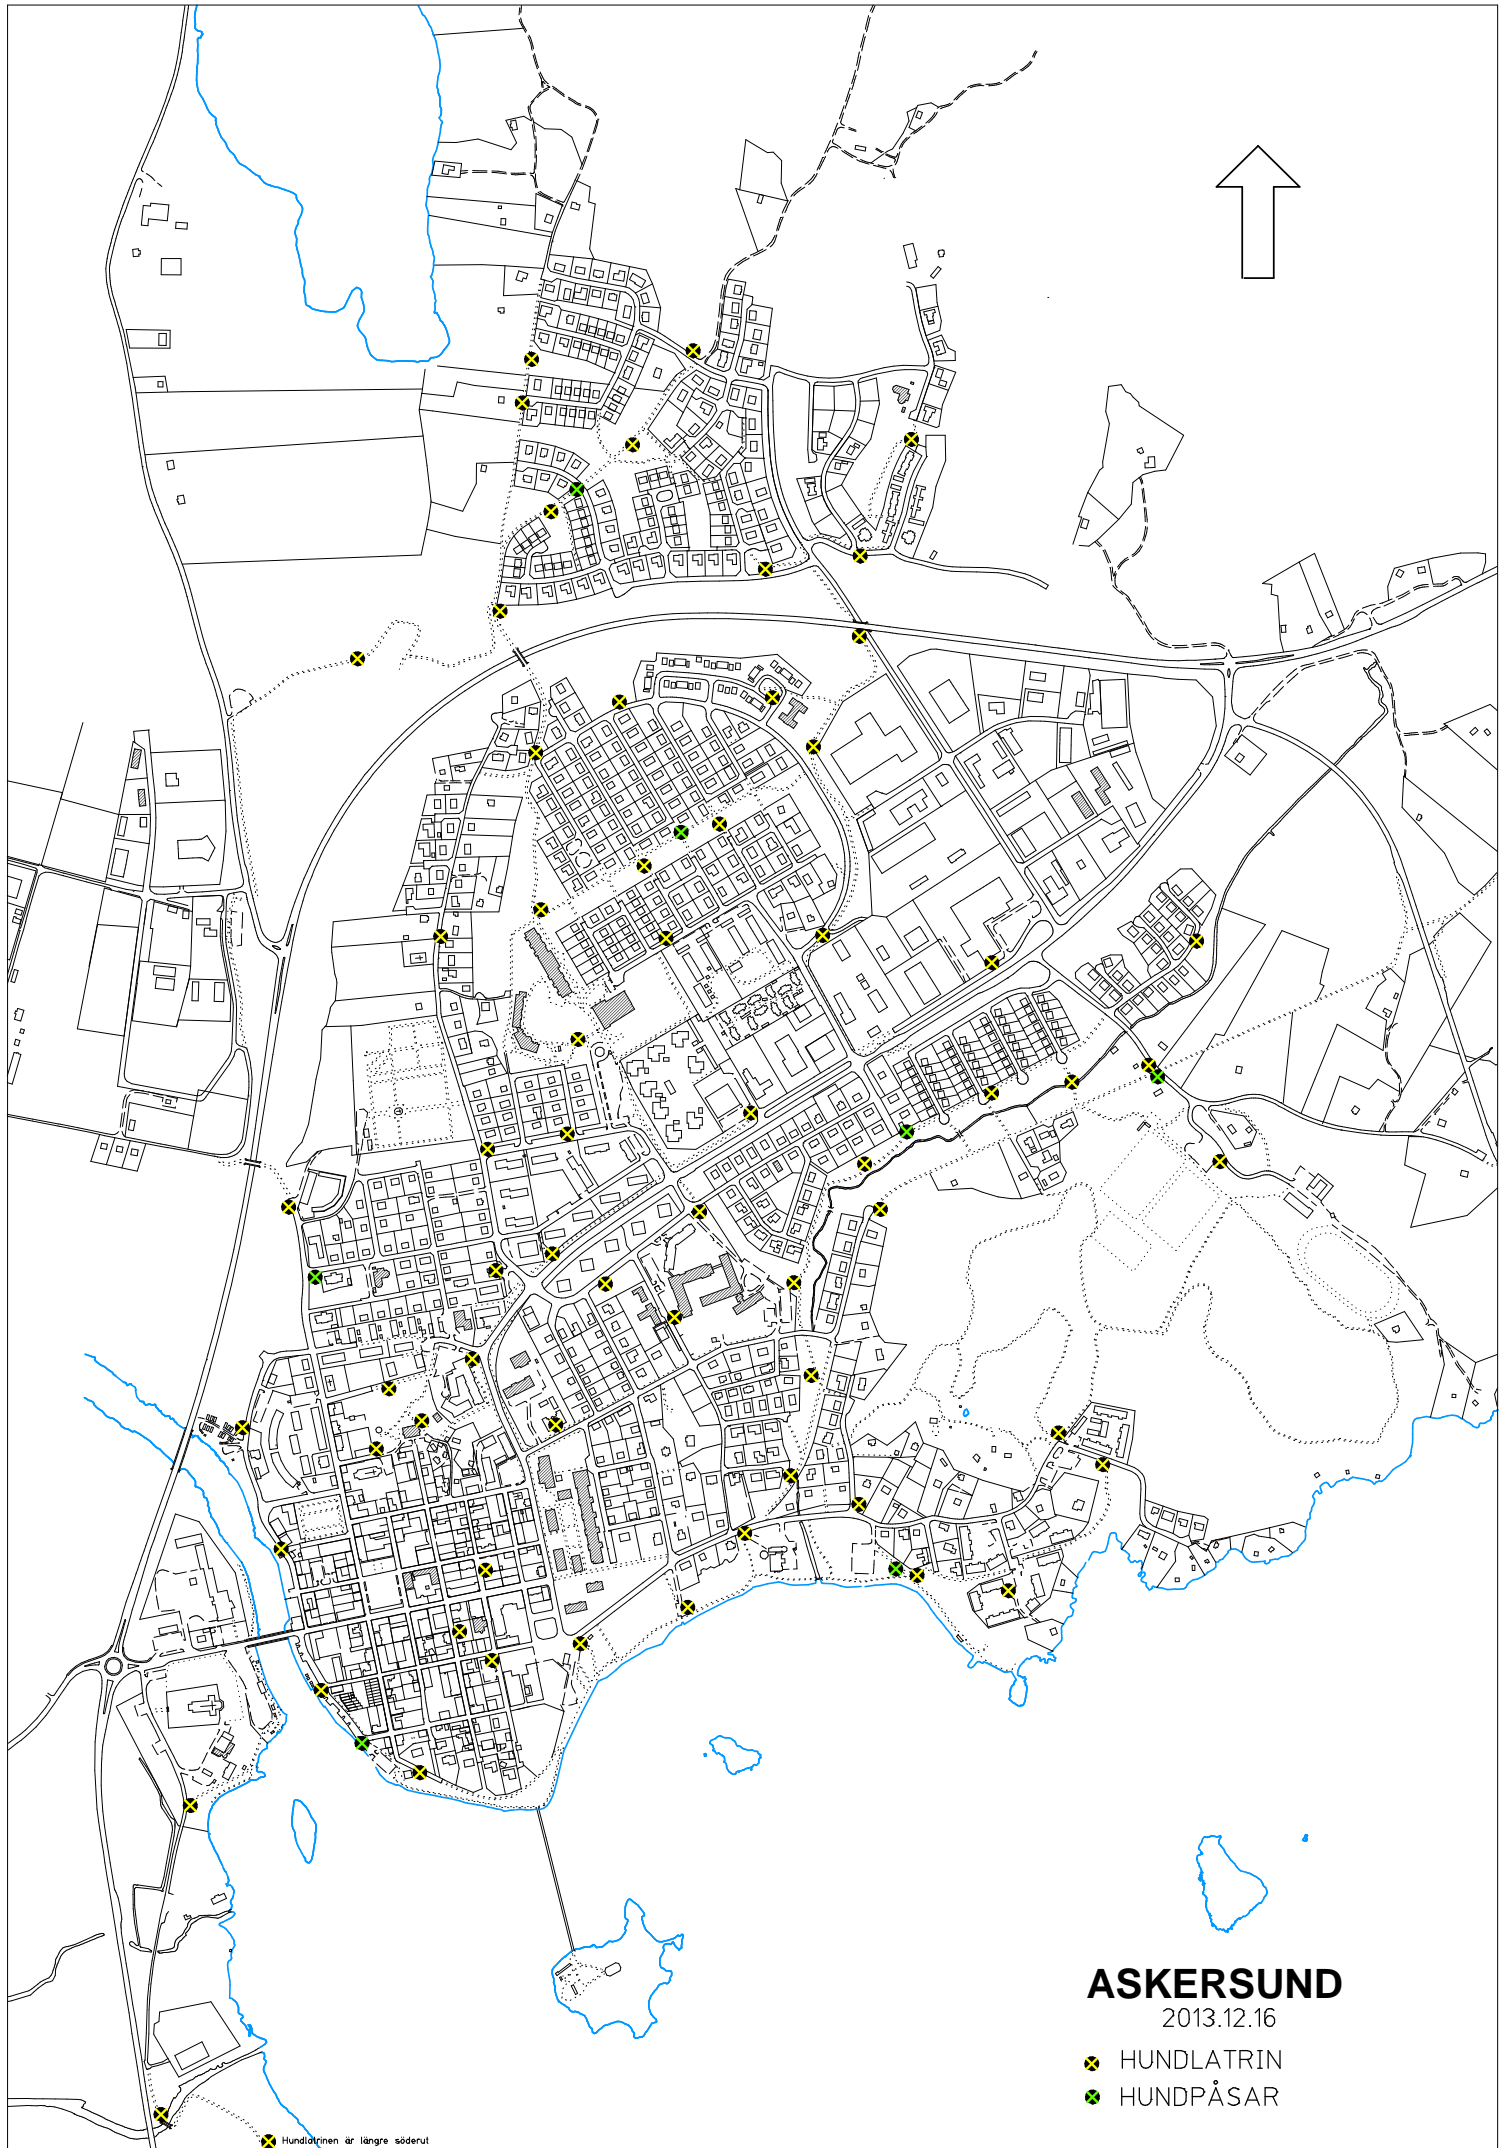 ASKERSUND
2013.12.16
HUNDLATRIN
HUNDPÅSAR
Hundlatrinen är längre söderut